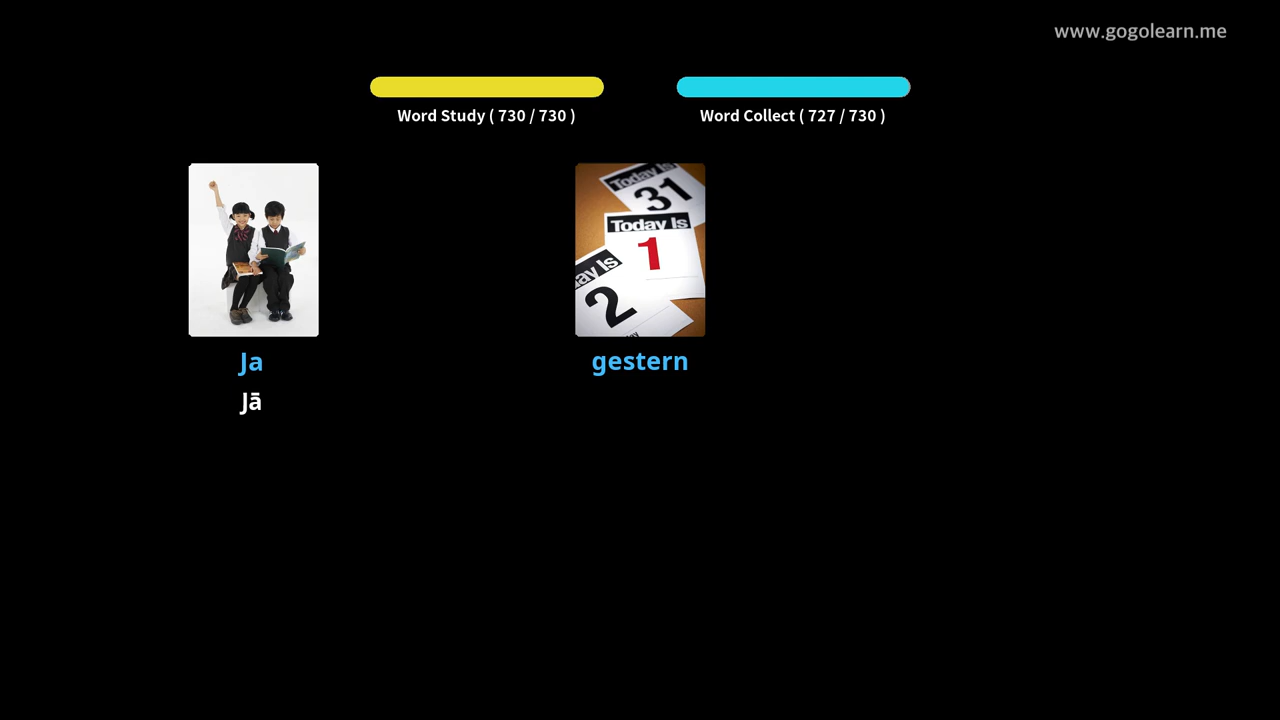 www.gogolearn.me
Word Study ( 730 / 730 )
Word Collect ( 727 / 730 )
Today Is
31
Today Is
1
ay Is
2
Ja
gestern
Jā